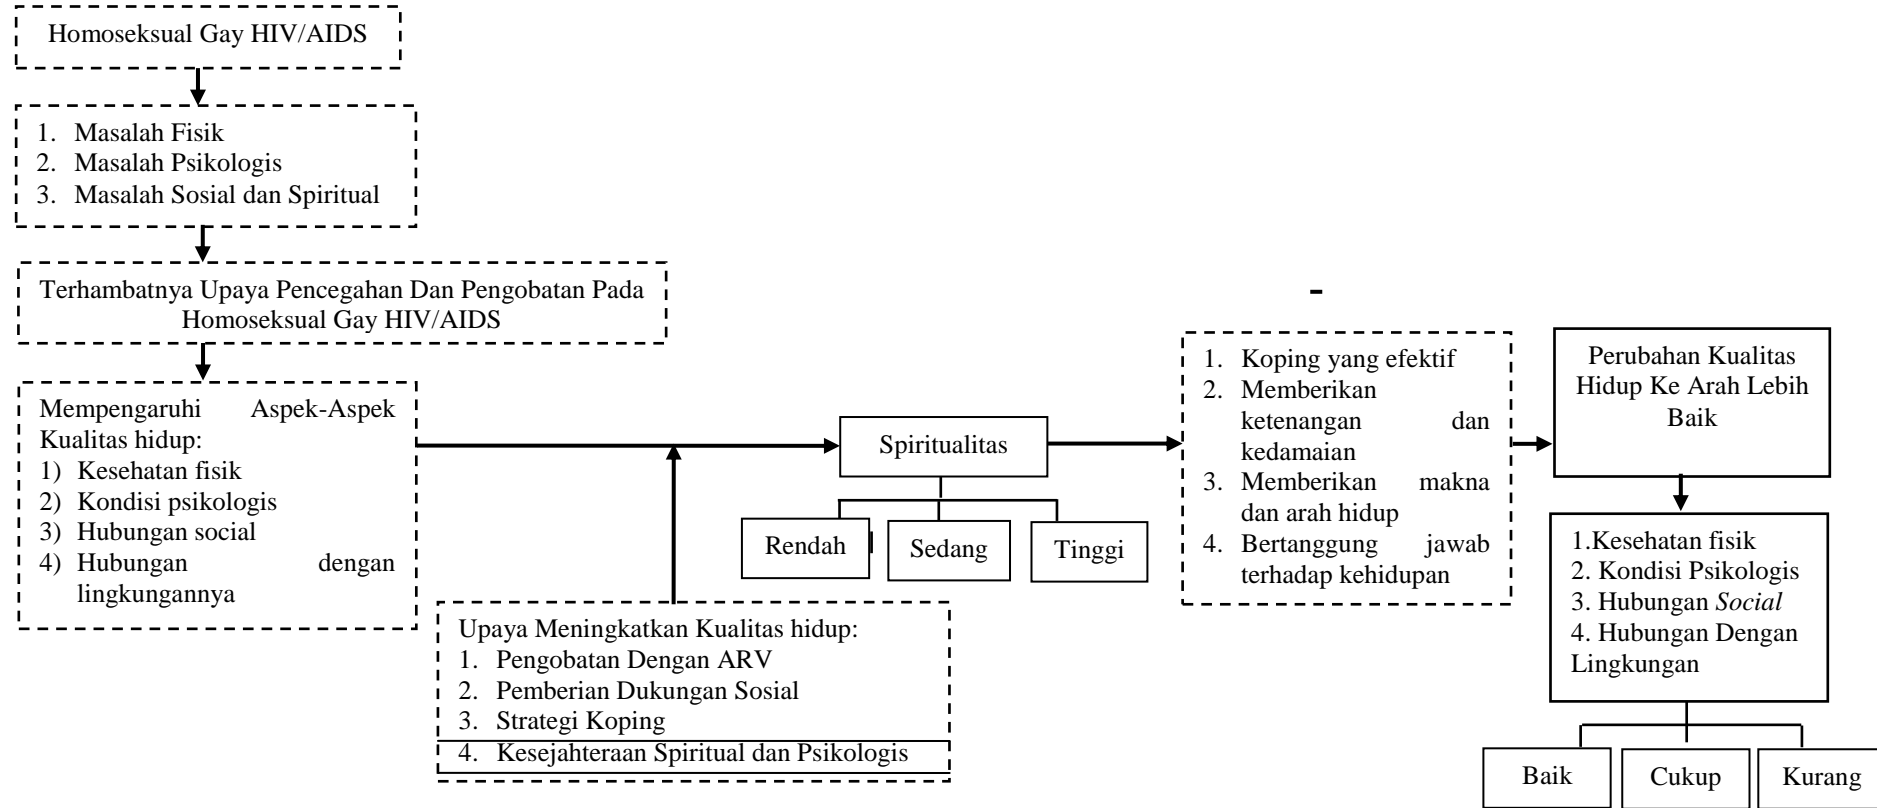 Homoseksual Gay HIV/AIDS
1. Masalah Fisik
2. Masalah Psikologis
3. Masalah Sosial dan Spiritual
Terhambatnya Upaya Pencegahan Dan Pengobatan Pada
Homoseksual Gay HIV/AIDS
Mempengaruhi Aspek-Aspek
Kualitas hidup:
1) Kesehatan fisik
2) Kondisi psikologis
3) Hubungan social
4) Hubungan dengan
lingkungannya
Upaya Meningkatkan Kualitas hidup:
1. Pengobatan Dengan ARV
2. Pemberian Dukungan Sosial
3. Strategi Koping
4. Kesejahteraan Spiritual dan Psikologis
Spiritualitas
Rendah
Sedang
Tinggi
-
1. Koping yang efektif
2. Memberikan
ketenangan dan
kedamaian
3. Memberikan makna
dan arah hidup
4. Bertanggung jawab
terhadap kehidupan
Perubahan Kualitas
Hidup Ke Arah Lebih
Baik
1.Kesehatan fisik
2. Kondisi Psikologis
3. Hubungan Social
4. Hubungan Dengan
Lingkungan
Baik
Cukup
Kurang